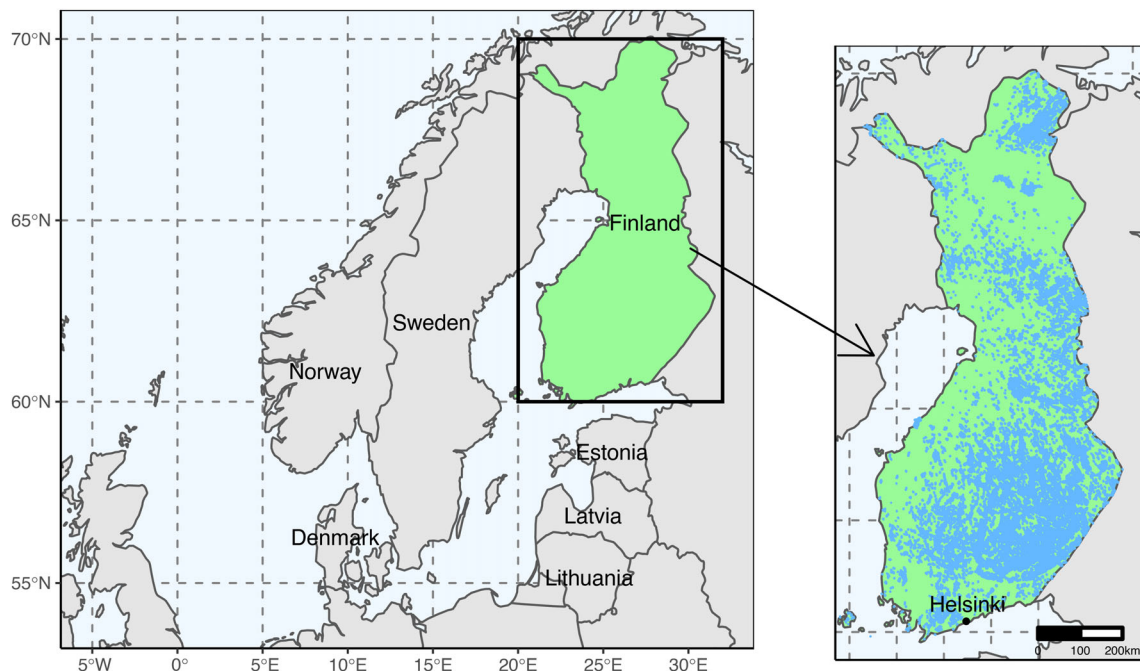 70°N
65°N
60°N
55°N
Finland
Sweden
Norway
Estonia
Latvia
Denmark
Lithuania
5°W
0°
5°E
10°E
15°E
20°E
25°E
30°E
Helsinki
0 100 200km